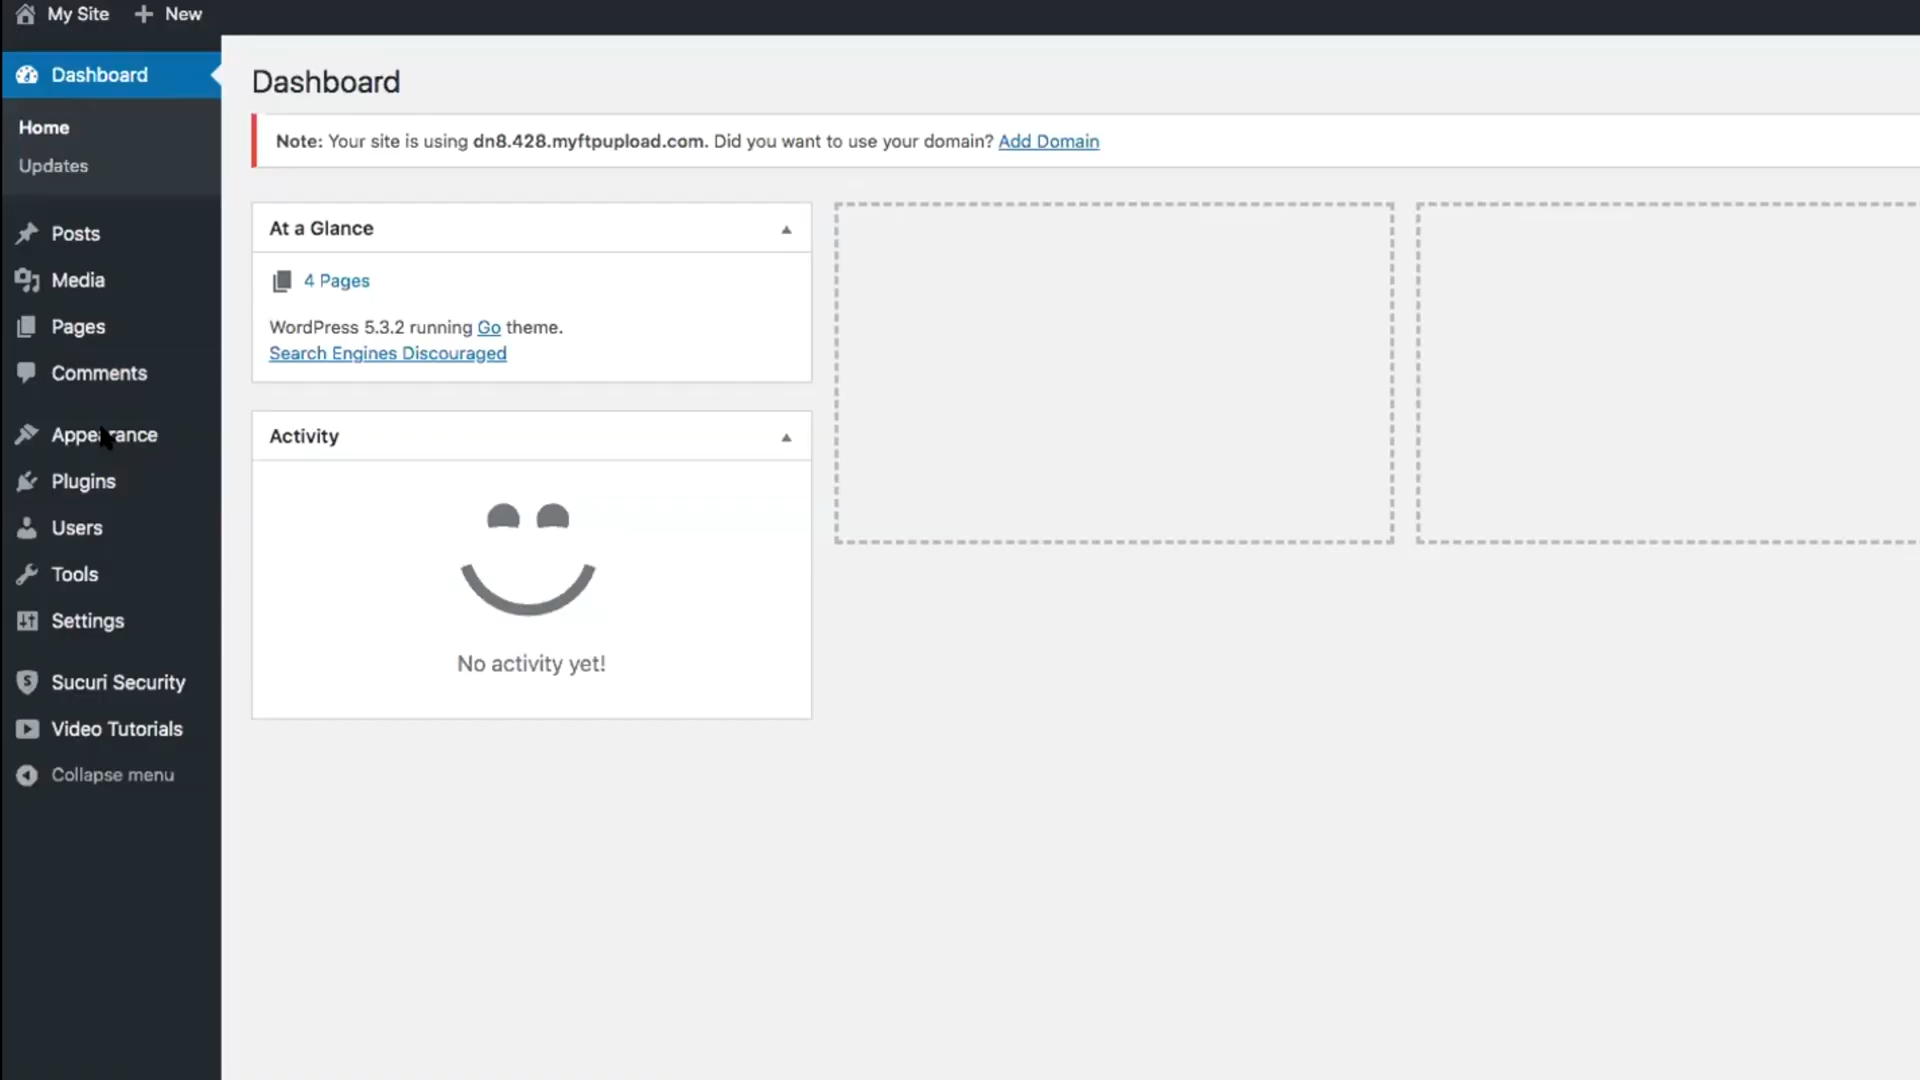 My Site
New
Dashboard
Home
Updates
Posts
Media
Pages
Comments
Appearance
Plugins
Users
Tools
Settings
Sucuri Security
Video Tutorials
Collapse menu
Dashboard
Note: Your site is using dn8.428.myftpupload.com. Did you want to use your domain? Add Domain
At a Glance
4 Pages
WordPress 5.3.2 running Go theme.
Search Engines Discouraged
Activity
No activity yet!